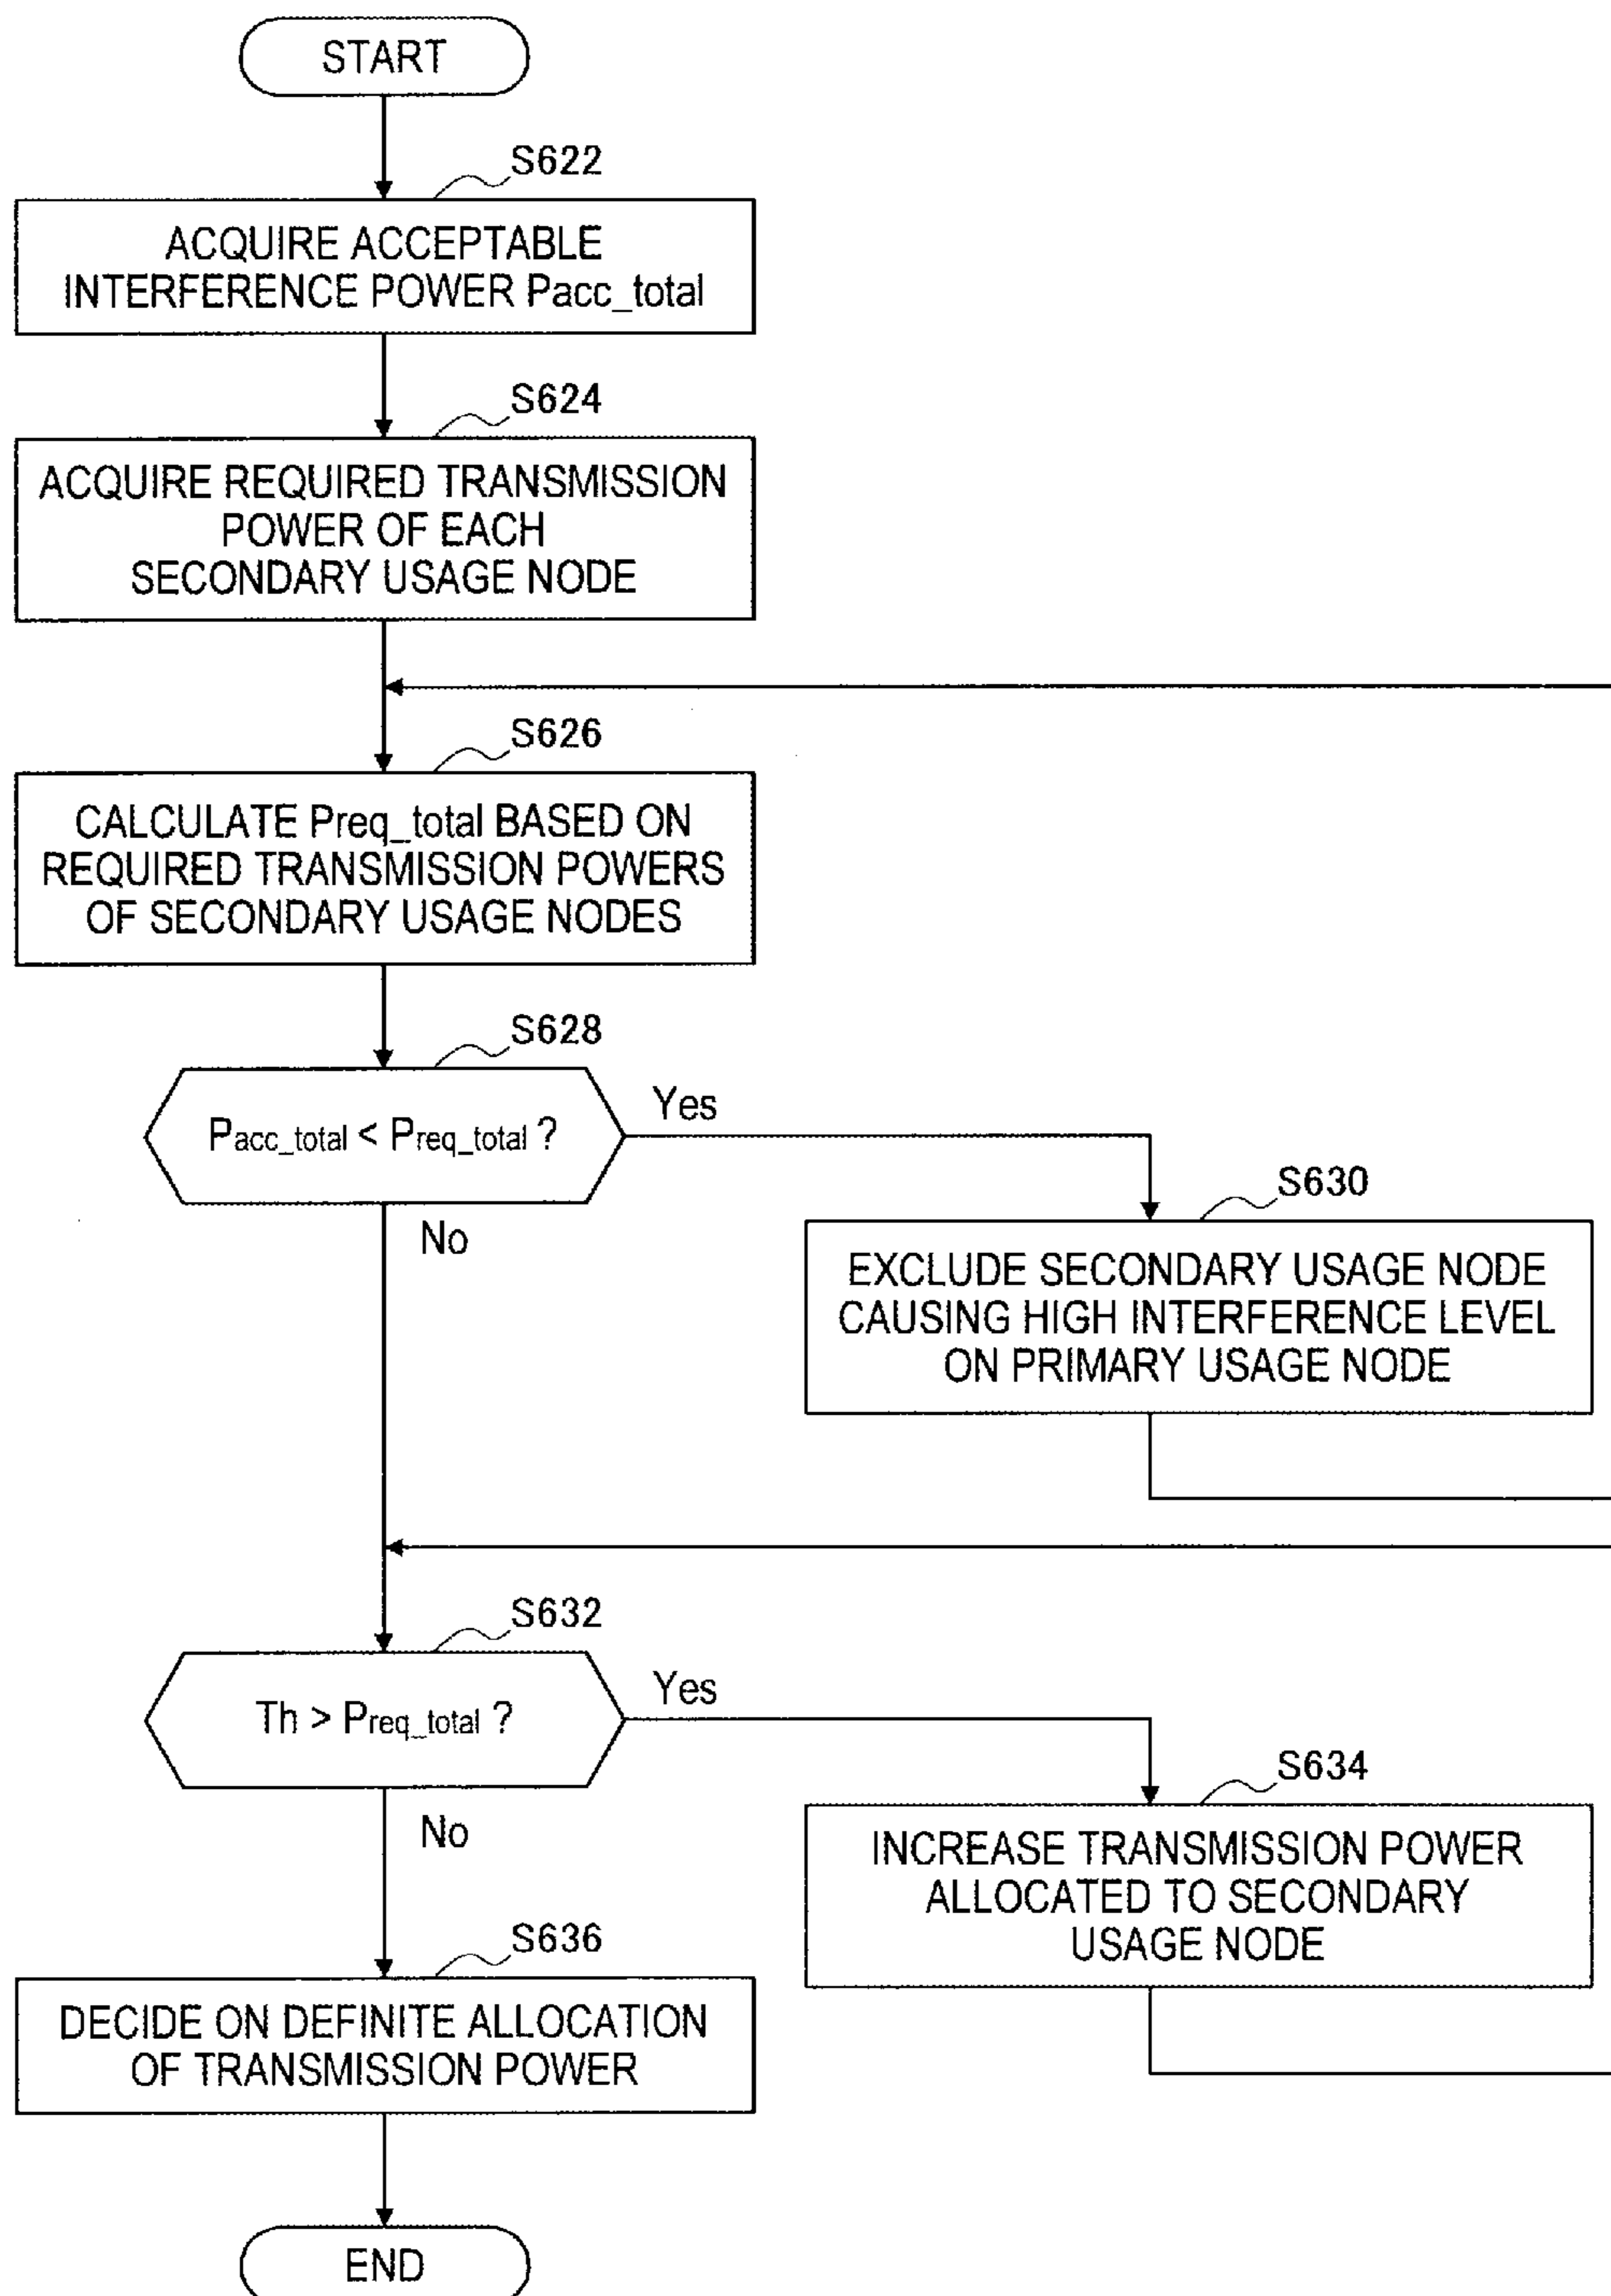 START
S622
ACQUIRE ACCEPTABLE
INTERFERENCE POWER Pacc_total
S624
ACQUIRE REQUIRED TRANSMISSION
POWER OF EACH
SECONDARY USAGE NODE
S626
CALCULATE Preq_total BASED ON
REQUIRED TRANSMISSION POWERS
OF SECONDARY USAGE NODES
S628
Pacc_total < Preq_total ?
Yes
No
S630
EXCLUDE SECONDARY USAGE NODE
CAUSING HIGH INTERFERENCE LEVEL
ON PRIMARY USAGE NODE
S632
Th > Preq_total ?
Yes
No
S634
INCREASE TRANSMISSION POWER
ALLOCATED TO SECONDARY
USAGE NODE
S636
DECIDE ON DEFINITE ALLOCATION
OF TRANSMISSION POWER
END